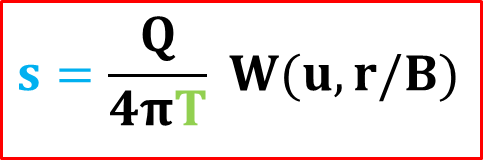 s = Q/4πT W(u, r/B)